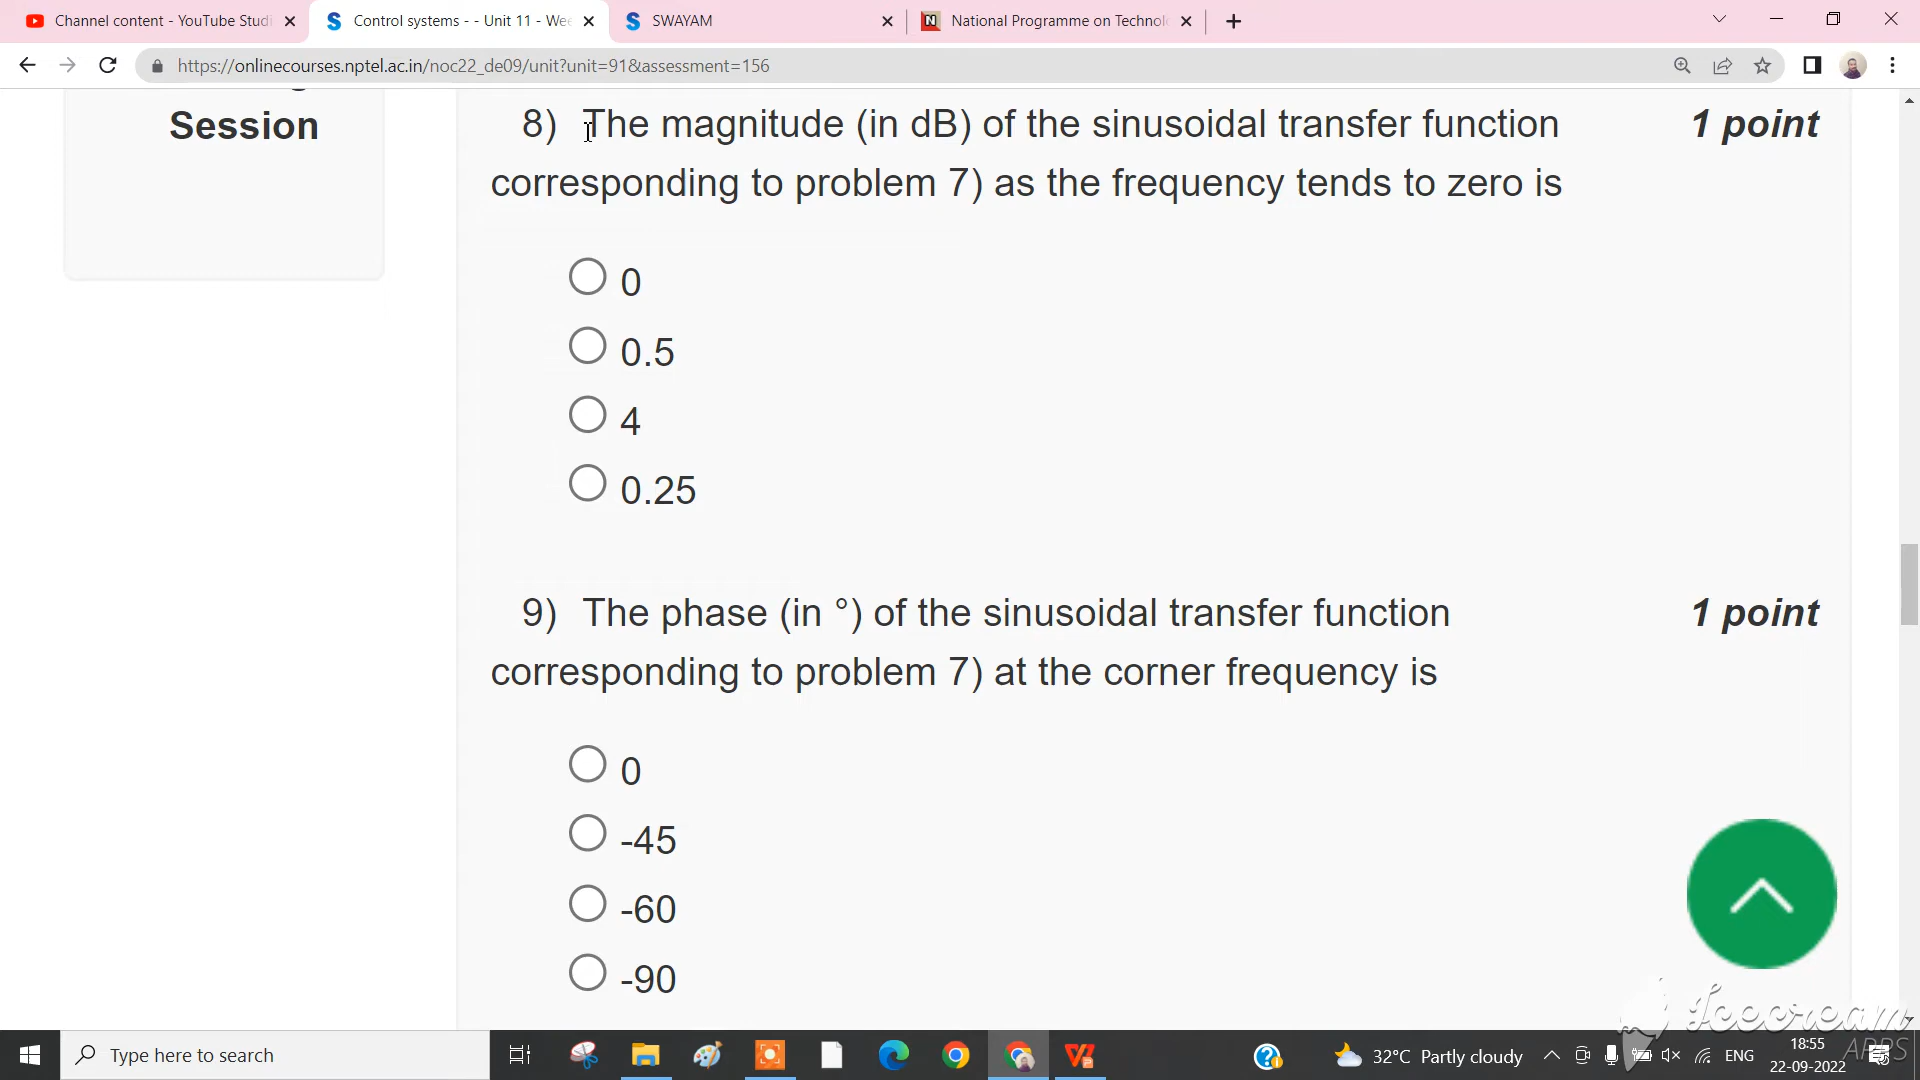 Channel content - YouTube Studi
Control systems - - Unit 11 - Wee
SWAYAM
National Programme on Technol
https://onlinecourses.nptel.ac.in/noc22_de09/unit?unit=91&assessment=156
Session
8) The magnitude (in dB) of the sinusoidal transfer function
1 point
corresponding to problem 7) as the frequency tends to zero is
0
0.5
4
0.25
9) The phase (in °) of the sinusoidal transfer function
1 point
corresponding to problem 7) at the corner frequency is
0
-45
-60
-90
Icecream
APPS
Type here to search
32°C Partly cloudy
ENG
18:55
22-09-2022